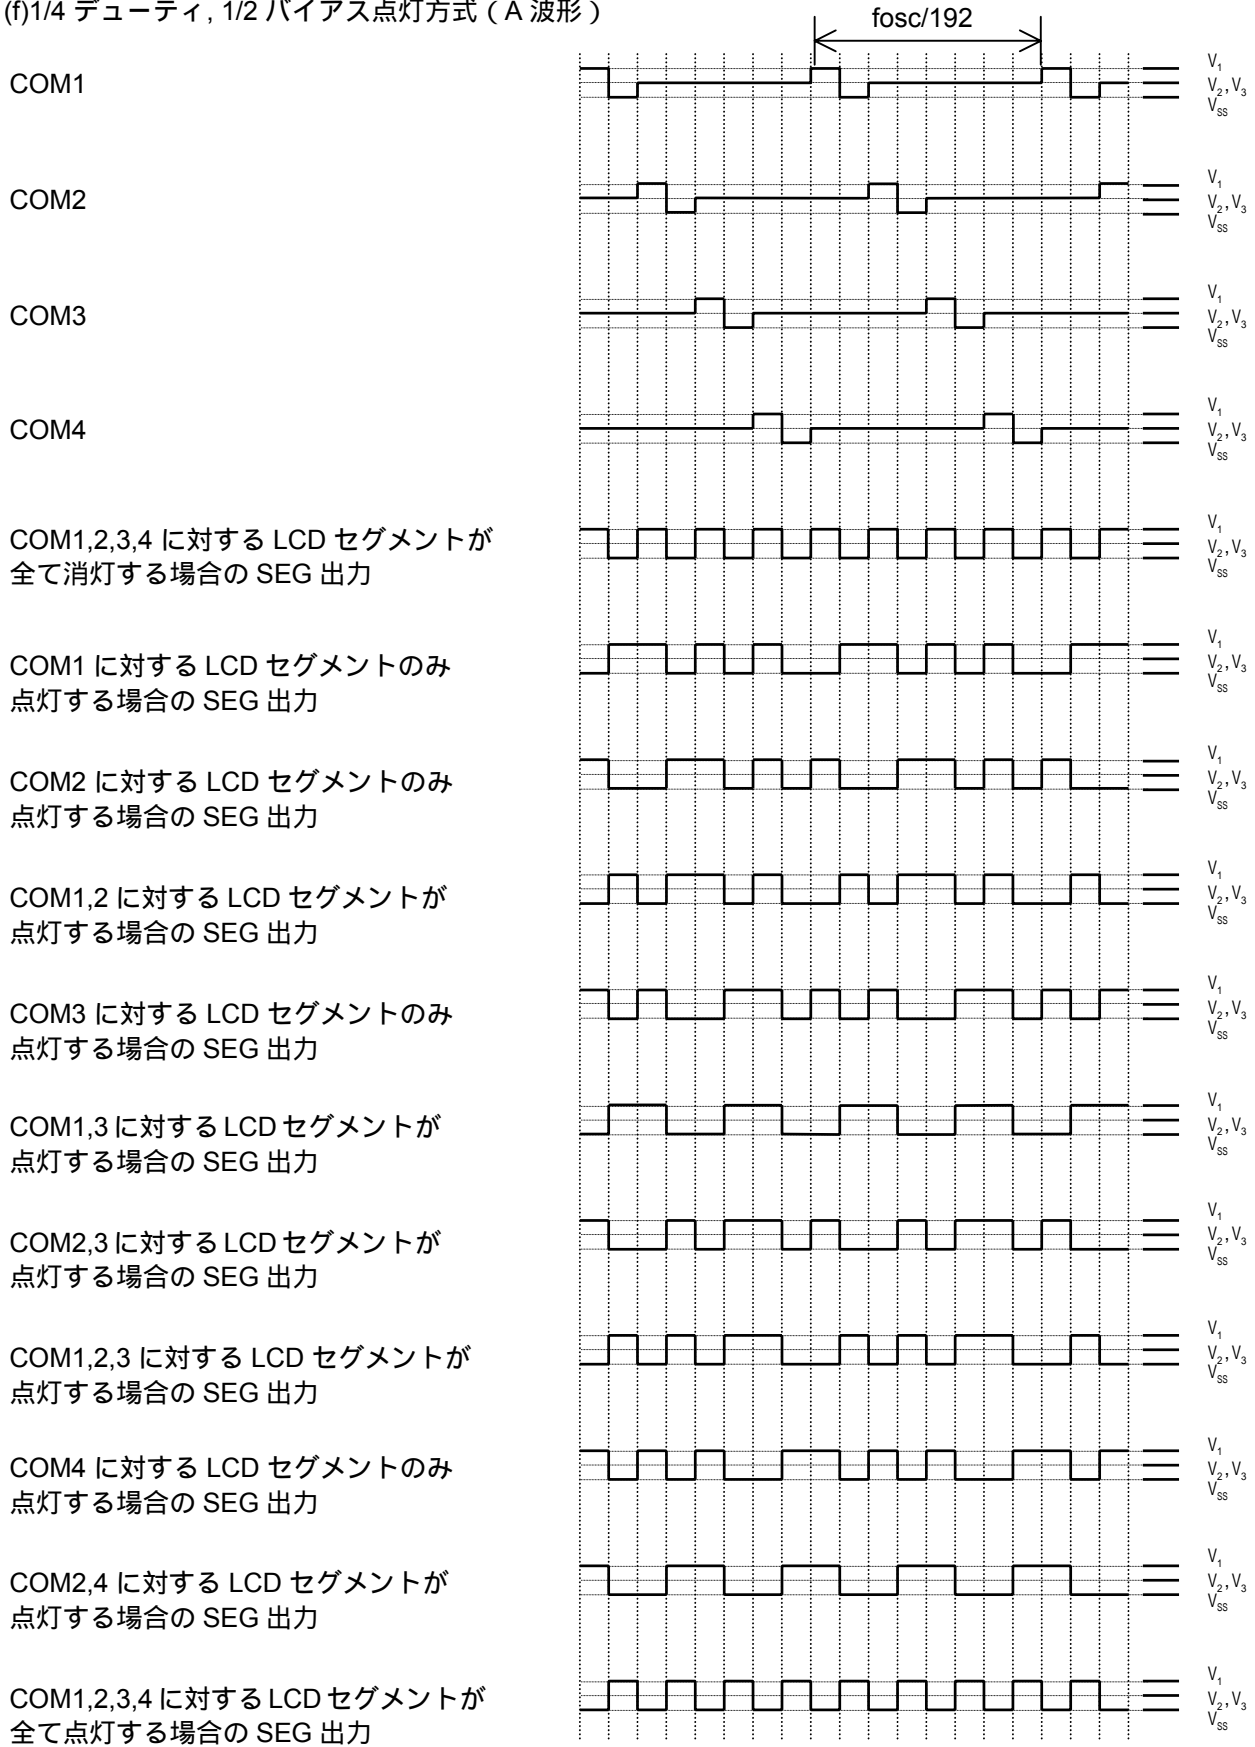 (f)1/4 デューティ, 1/2 バイアス点灯方式（A 波形）
fosc/192
COM1
V1
V2, V3
VSS
COM2
V1
V2, V3
VSS
COM3
V1
V2, V3
VSS
COM4
V1
V2, V3
VSS
COM1,2,3,4 に対する LCD セグメントが
全て消灯する場合の SEG 出力
V1
V2, V3
VSS
COM1 に対する LCD セグメントのみ
点灯する場合の SEG 出力
V1
V2, V3
VSS
COM2 に対する LCD セグメントのみ
点灯する場合の SEG 出力
V1
V2, V3
VSS
COM1,2 に対する LCD セグメントが
点灯する場合の SEG 出力
V1
V2, V3
VSS
COM3 に対する LCD セグメントのみ
点灯する場合の SEG 出力
V1
V2, V3
VSS
COM1,3 に対する LCD セグメントが
点灯する場合の SEG 出力
V1
V2, V3
VSS
COM2,3 に対する LCD セグメントが
点灯する場合の SEG 出力
V1
V2, V3
VSS
COM1,2,3 に対する LCD セグメントが
点灯する場合の SEG 出力
V1
V2, V3
VSS
COM4 に対する LCD セグメントのみ
点灯する場合の SEG 出力
V1
V2, V3
VSS
COM2,4 に対する LCD セグメントが
点灯する場合の SEG 出力
V1
V2, V3
VSS
COM1,2,3,4 に対する LCD セグメントが
全て点灯する場合の SEG 出力
V1
V2, V3
VSS